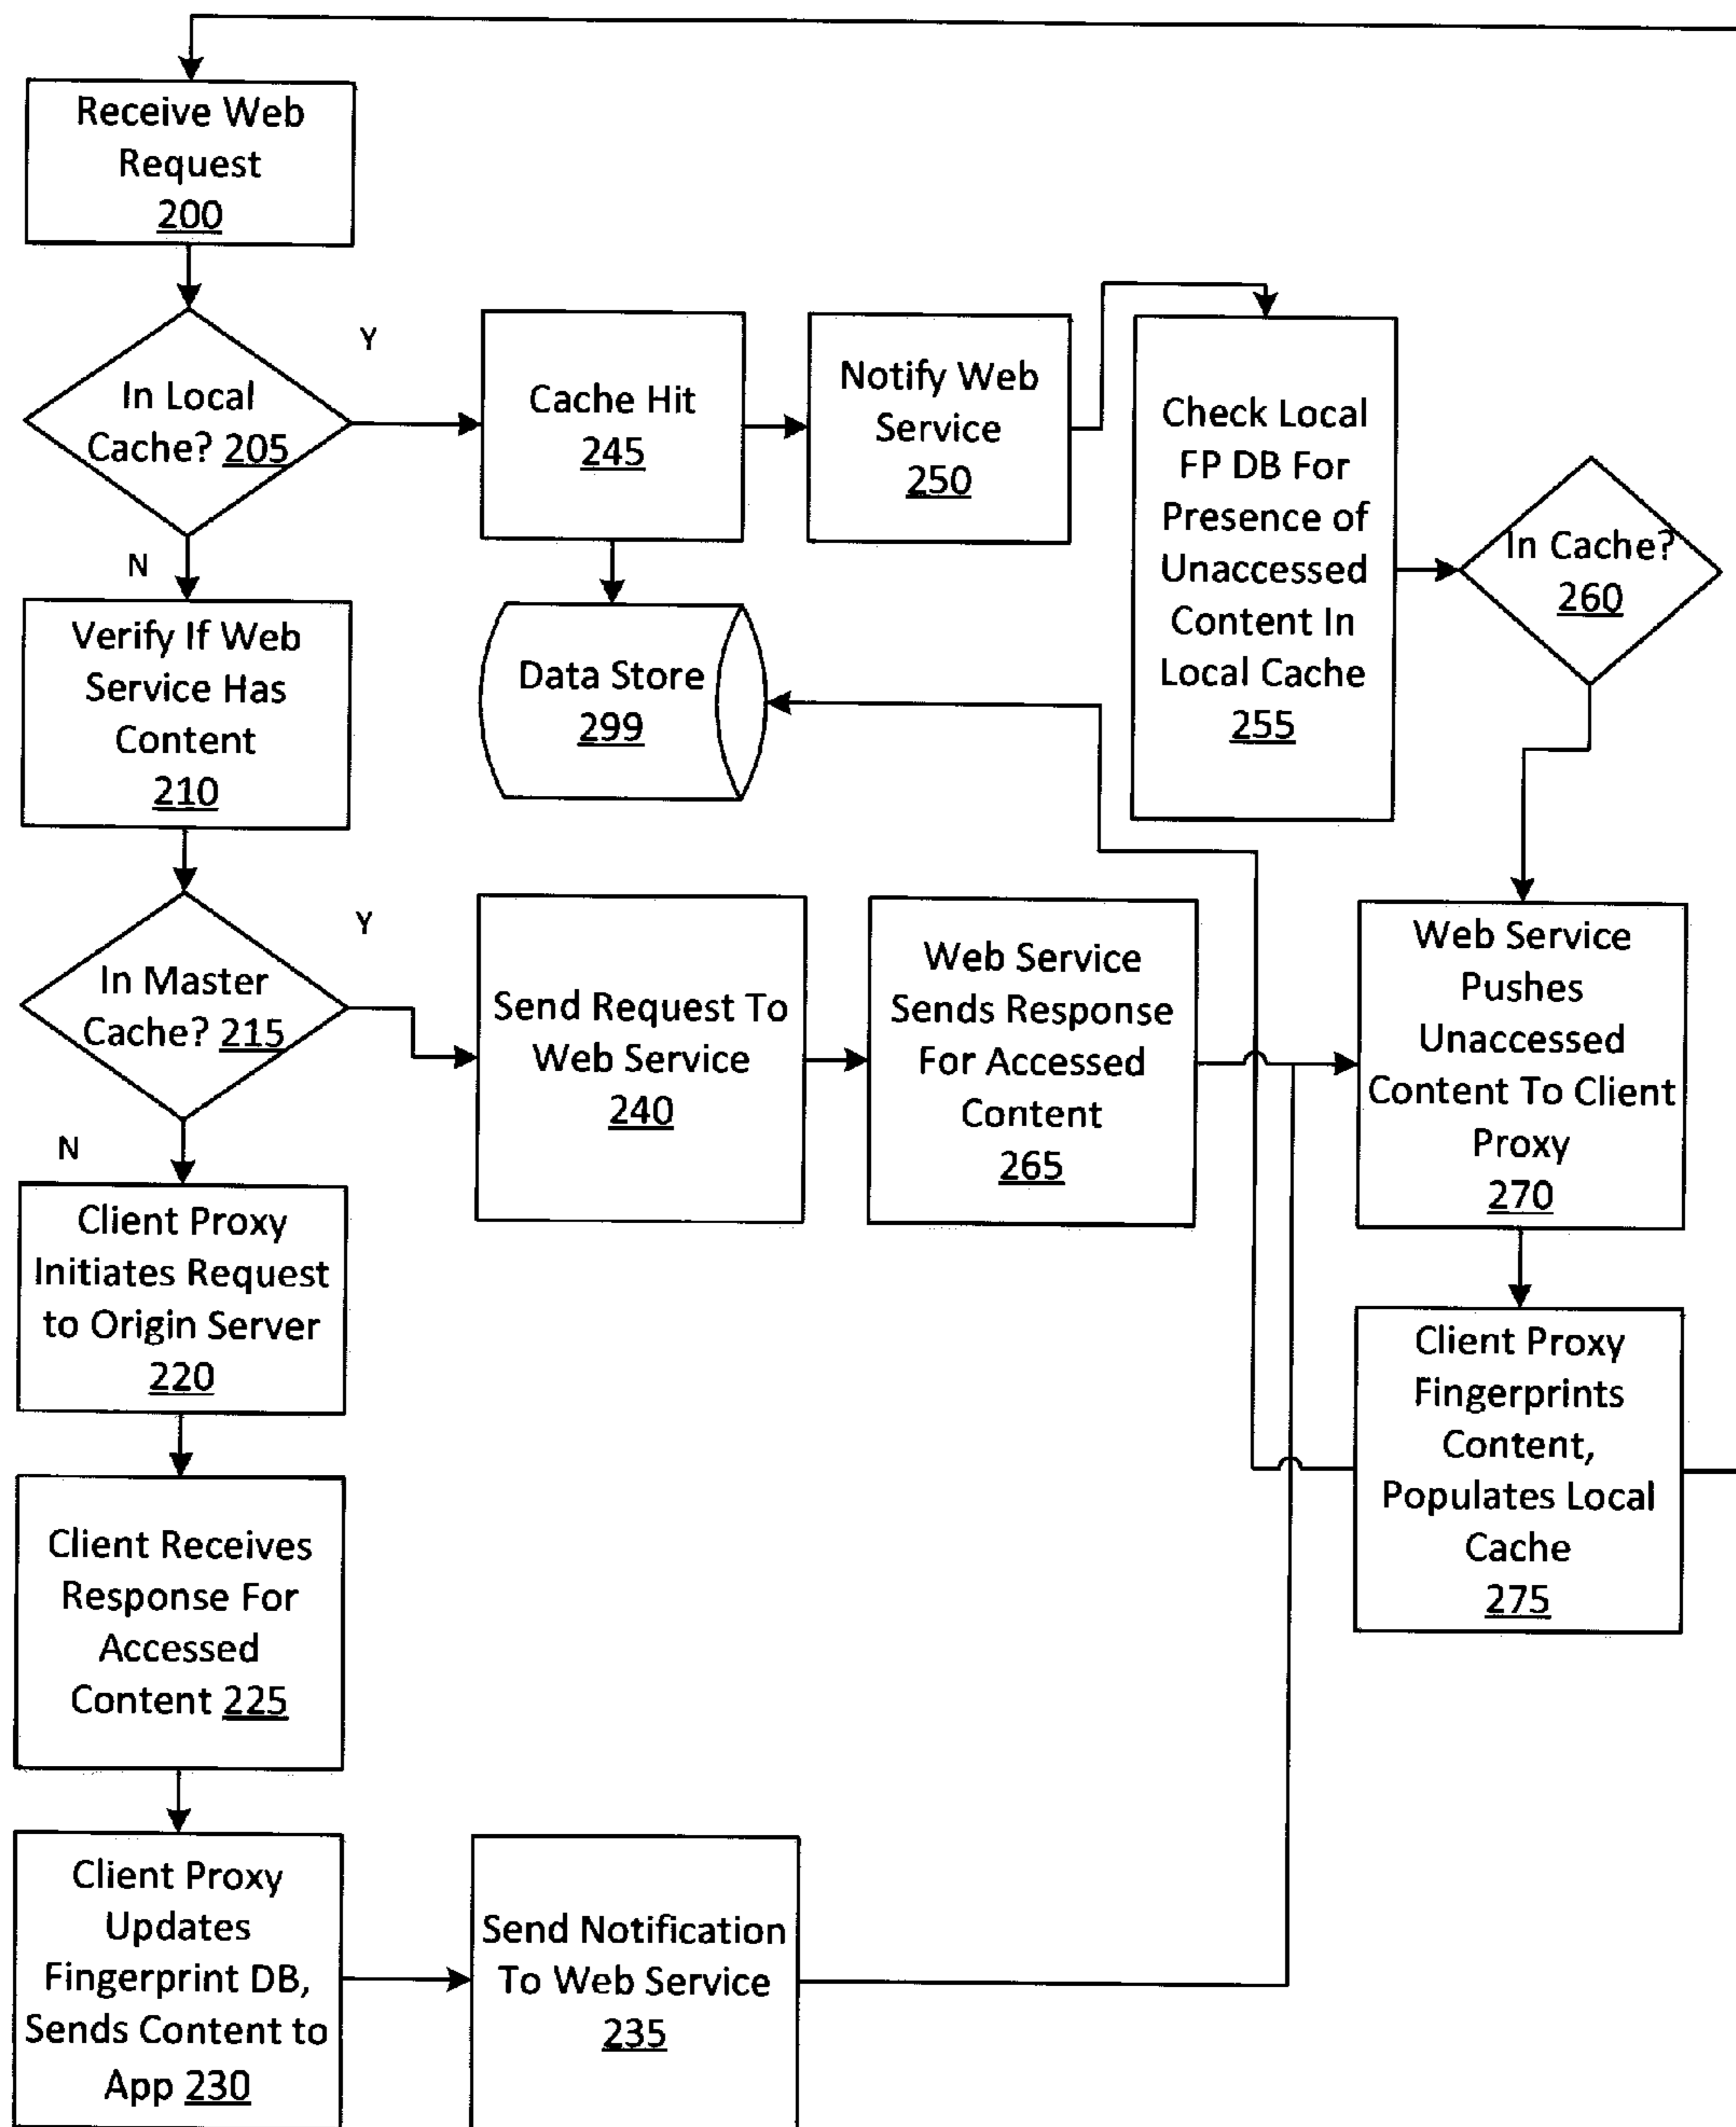 Receive Web
Request
200
In Local
Cache? 205
Y
N
Cache Hit
245
Notify Web
Service
250
Check Local
FP DB For
Presence of
Unaccessed
Content In
Local Cache
255
In Cache?
260
Data Store
299
Verify If Web
Service Has
Content
210
In Master
Cache? 215
Y
N
Send Request To
Web Service
240
Web Service
Sends Response
For Accessed
Content
265
Web Service
Pushes
Unaccessed
Content To Client
Proxy
270
Client Proxy
Initiates Request
to Origin Server
220
Client Proxy
Fingerprints
Content,
Populates Local
Cache
275
Client Receives
Response For
Accessed
Content 225
Client Proxy
Updates
Fingerprint DB,
Sends Content to
App 230
Send Notification
To Web Service
235